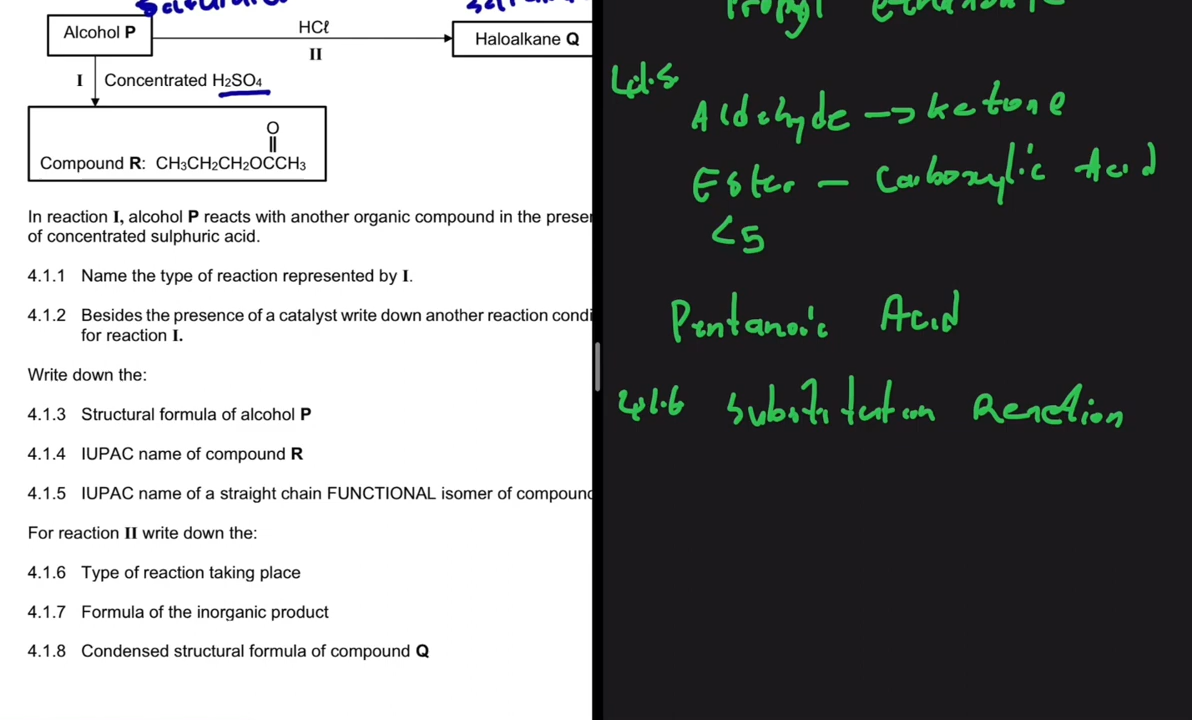 Alcohol P
HCℓ
II
Haloalkane Q
I Concentrated H₂SO₄
O
Compound R: CH₃CH₂CH₂OCCH₃
In reaction I, alcohol P reacts with another organic compound in the prese
of concentrated sulphuric acid.
4.1.1 Name the type of reaction represented by I.
4.1.2 Besides the presence of a catalyst write down another reaction condi
for reaction I.
Write down the:
4.1.3 Structural formula of alcohol P
4.1.4 IUPAC name of compound R
4.1.5 IUPAC name of a straight chain FUNCTIONAL isomer of compound
For reaction II write down the:
4.1.6 Type of reaction taking place
4.1.7 Formula of the inorganic product
4.1.8 Condensed structural formula of compound Q
Propyl
4.1.5
Aldehyde → ketone
Ester – Carboxylic Acid
<5
Pentanoic Acid
4.1.6 Substitution Reaction